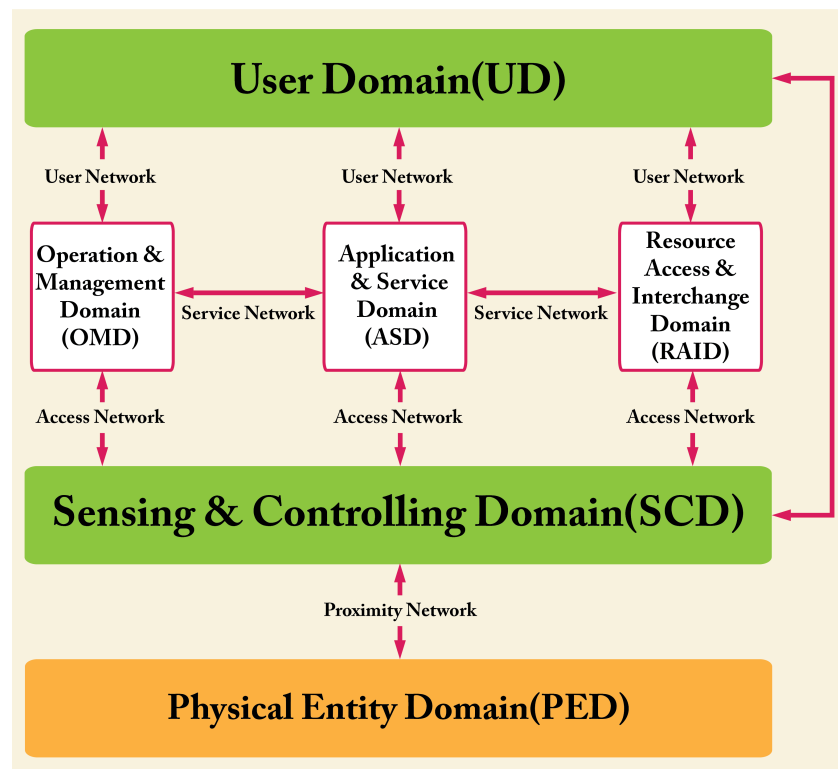 User Domain(UD)
User Network
User Network
User Network
Operation &
Management
Domain
(OMD)
Service Network
Application
& Service
Domain
(ASD)
Service Network
Resource
Access &
Interchange
Domain
(RAID)
Access Network
Access Network
Access Network
Sensing & Controlling Domain(SCD)
Proximity Network
Physical Entity Domain(PED)